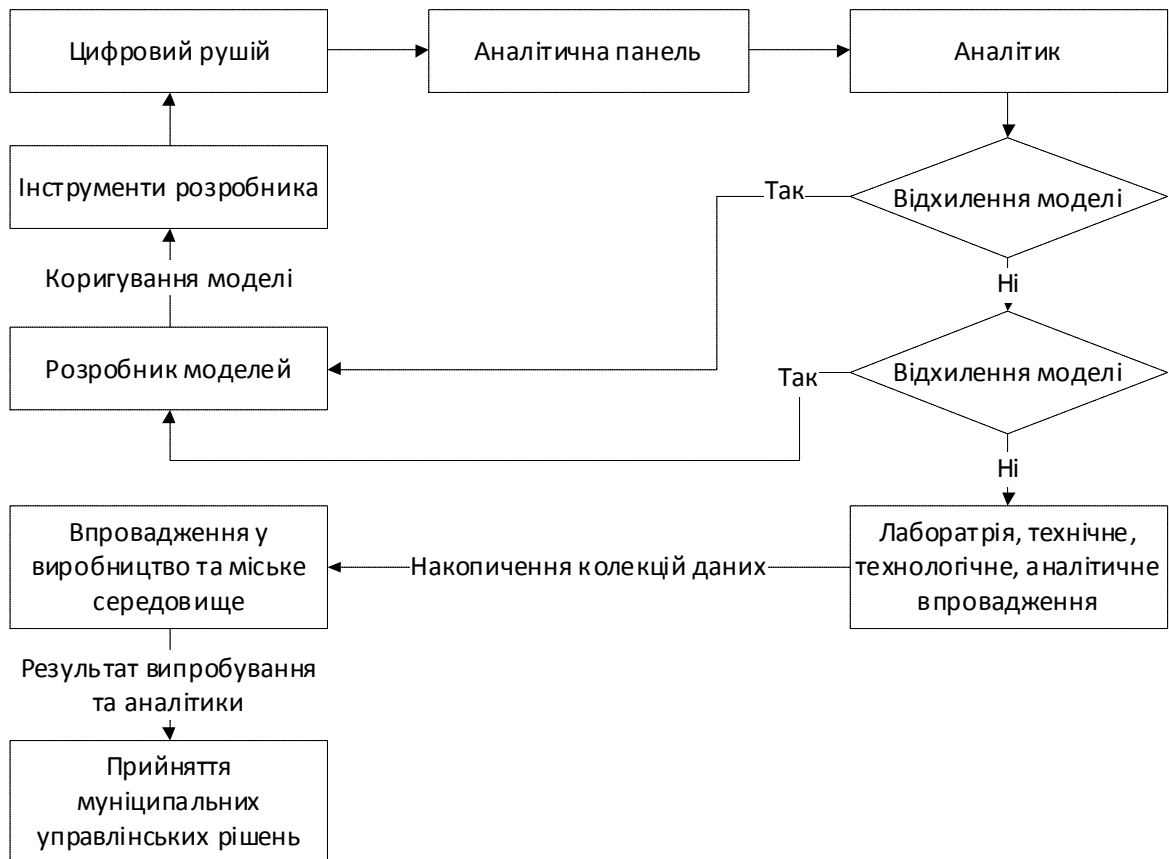 Цифровий рушій
Аналітична панель
Аналітик
Інструменти розробника
Так
Відхилення моделі
Коригування моделі
Ні
Розробник моделей
Так
Відхилення моделі
Ні
Впровадження у
виробництво та міське
середовище
Накопичення колекцій даних
Лаборатрія, технічне,
технологічне, аналітичне
впровадження
Результат випробування
та аналітики
Прийняття
муніципальних
управлінських рішень